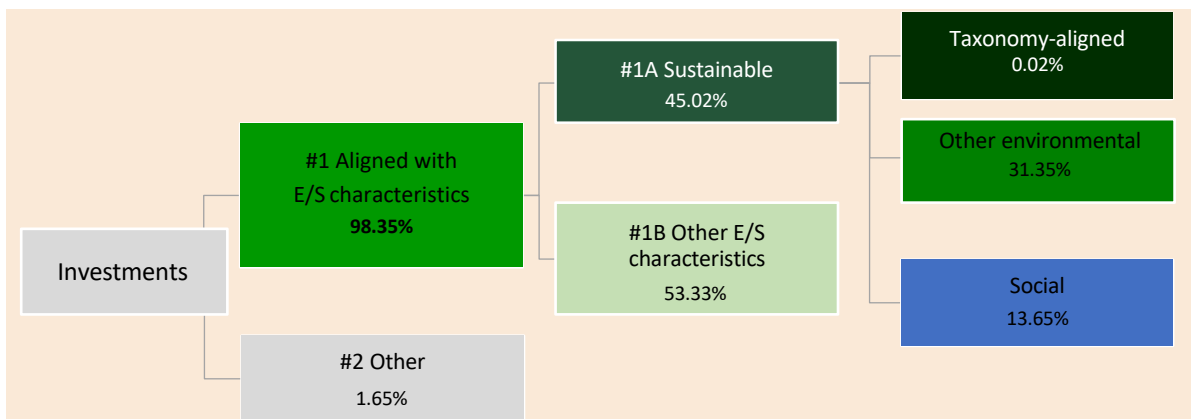 Investments
#1 Aligned with
E/S characteristics
98.35%
#2 Other
1.65%
#1A Sustainable
45.02%
#1B Other E/S
characteristics
53.33%
Taxonomy-aligned
0.02%
Other environmental
31.35%
Social
13.65%